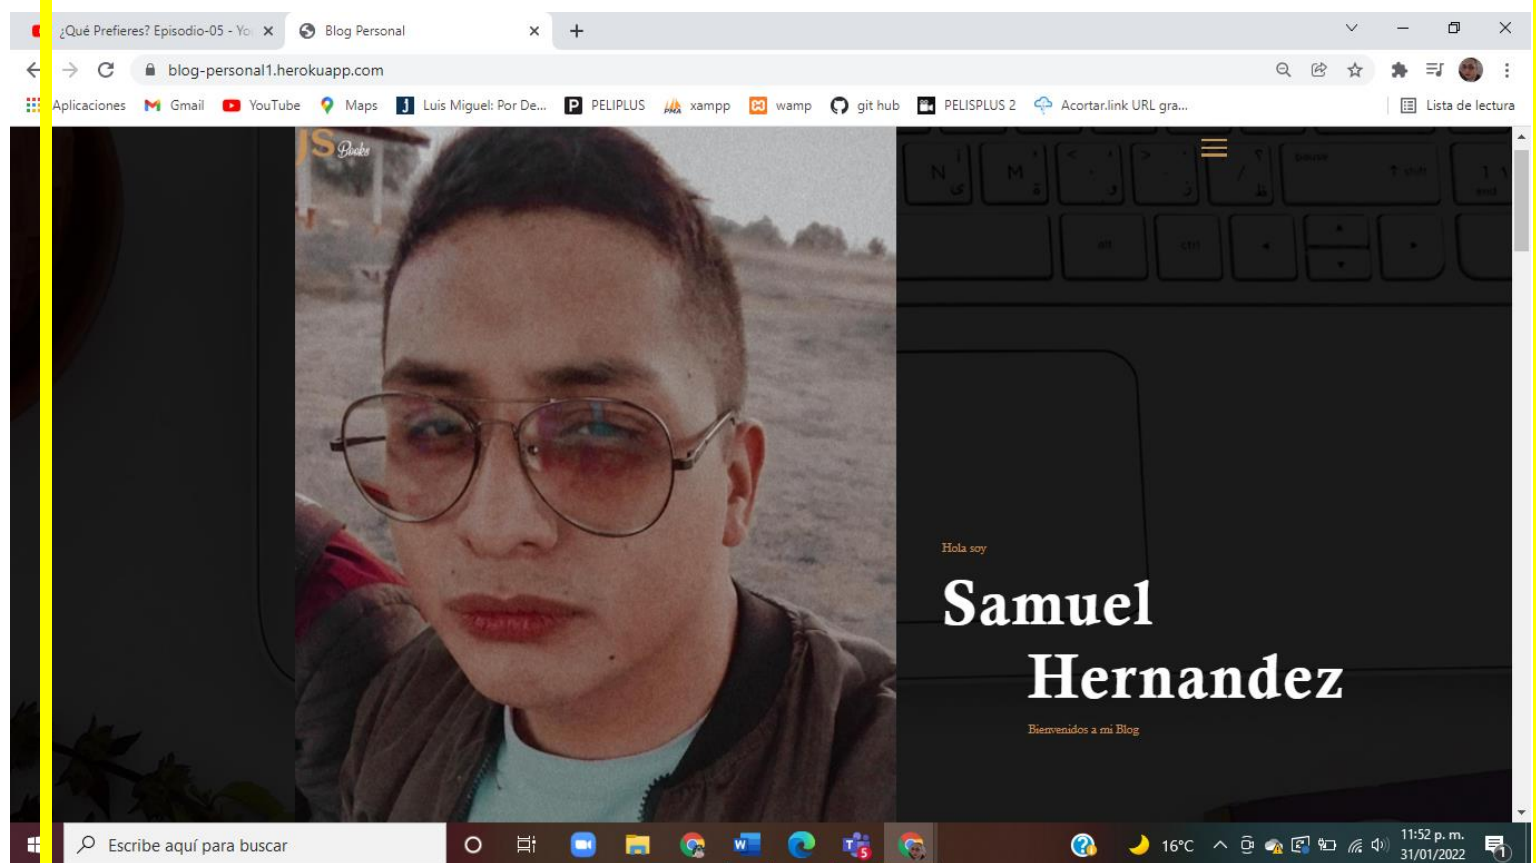 ¿Qué Prefieres? Episodio-05 - Yo
Blog Personal
blog-personal1.herokuapp.com
Aplicaciones
Gmail
YouTube
Maps
Luis Miguel: Por De...
PELIPLUS
xampp
wamp
git hub
PELISPLUS 2
Acortar.link URL gra...
Lista de lectura
JS Books
Hola soy
Samuel
Hernandez
Bienvenidos a mi Blog
Escribe aquí para buscar
16°C
11:52 p. m.
31/01/2022